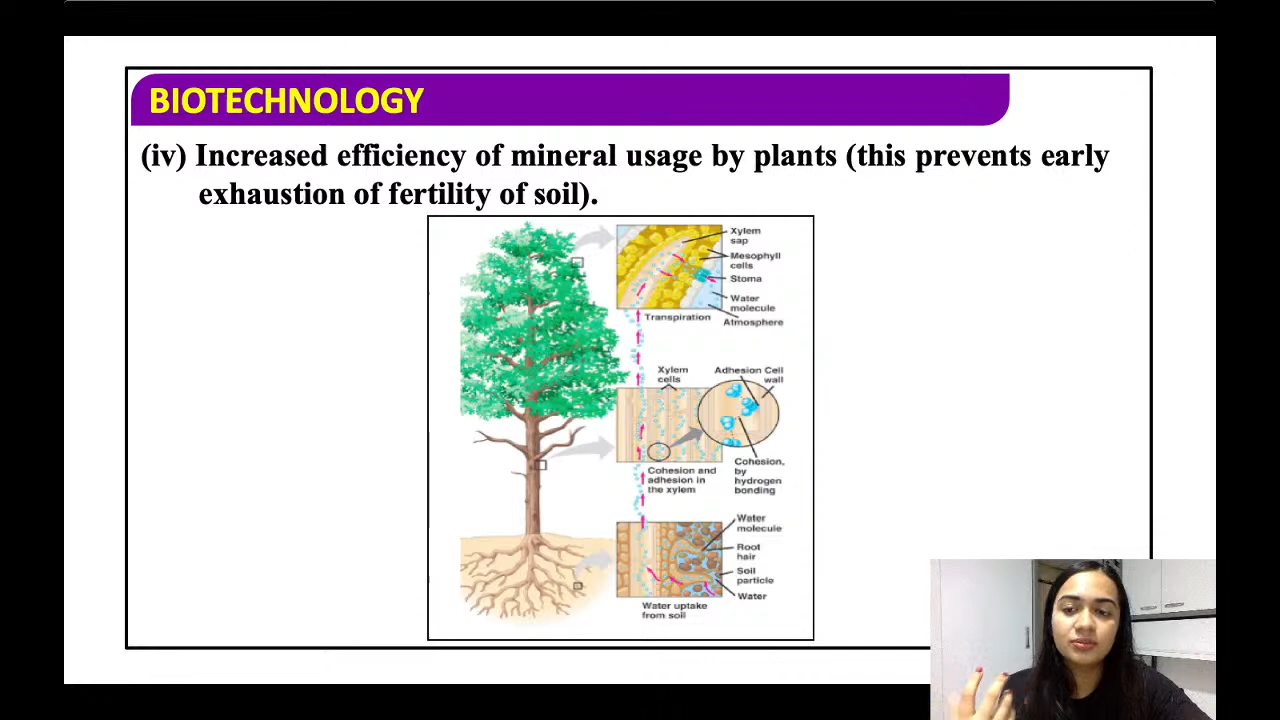 BIOTECHNOLOGY
(iv) Increased efficiency of mineral usage by plants (this prevents early
exhaustion of fertility of soil).
Xylem
sap
Mesophyll
cells
Stoma
Water
molecule
Transpiration
Atmosphere
Xylem
cells
Adhesion Cell
wall
Cohesion and
adhesion in
the xylem
Cohesion,
by
hydrogen
bonding
Water
molecule
Root
hair
Soil
particle
Water
Water uptake
from soil